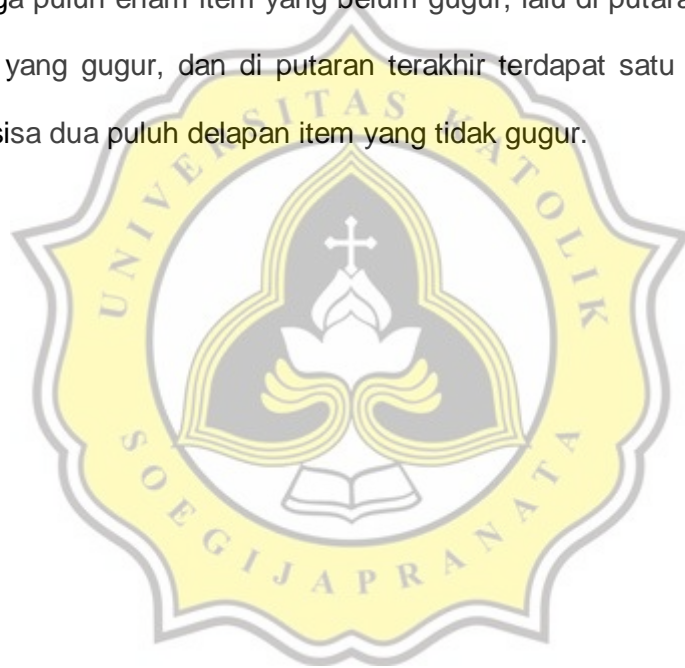 ga puluh enam item yang belum gugur, lalu di putara
yang gugur, dan di putaran terakhir terdapat satu
sisa dua puluh delapan item yang tidak gugur.
UNIVERSITAS KATOLIK
SOEGIJAPRANATA